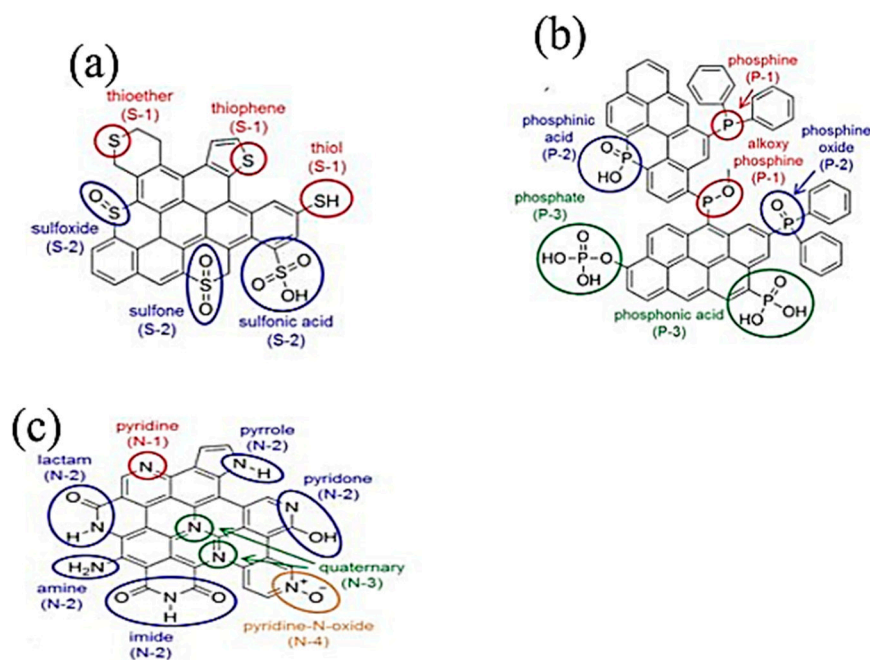 (a)
thioether
(S-1)
thiophene
(S-1)
thiol
(S-1)
S
S
SH
O
S
sulfoxide
(S-2)
O
S
O
sulfone
(S-2)
O
S
O
OH
sulfonic acid
(S-2)
(b)
phosphine
(P-1)
P
phosphinic
acid
(P-2)
O
P
HO
alkoxy
phosphine
(P-1)
P
O
phosphine
oxide
(P-2)
O
P
phosphate
(P-3)
O
HO
P
O
OH
O
P
OH
HO
phosphonic acid
(P-3)
(c)
pyridine
(N-1)
N
pyrrole
(N-2)
N
H
lactam
(N-2)
O
N
H
pyridone
(N-2)
N
OH
N
N
quaternary
(N-3)
H₂N
amine
(N-2)
O
N
O
H
imide
(N-2)
N⁺
O⁻
pyridine-N-oxide
(N-4)